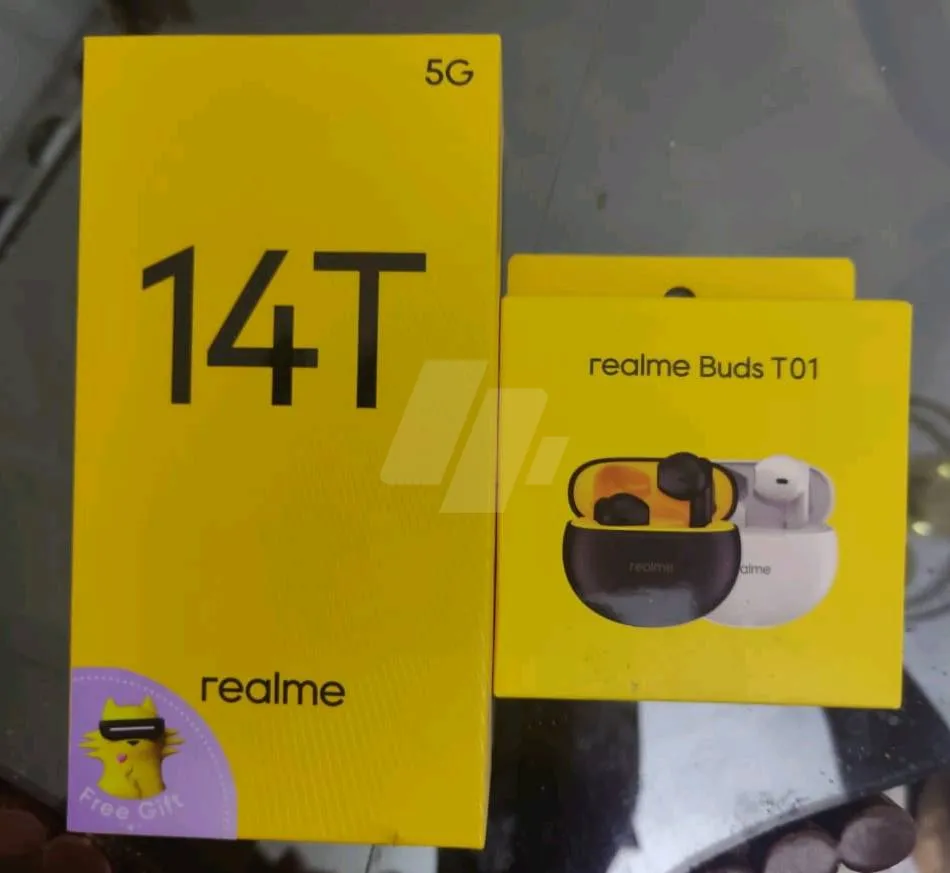 5G
14T
realme
Free Gift
realme Buds T01
realme
alme